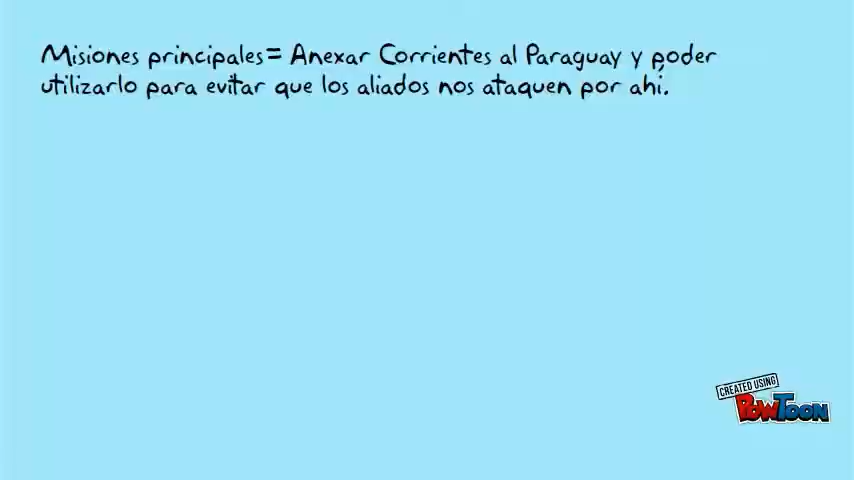 Misiones principales= Anexar Corrientes al Paraguay y poder
utilizarlo para evitar que los aliados nos ataquen por ahí.
CREATED USING
POWTOON